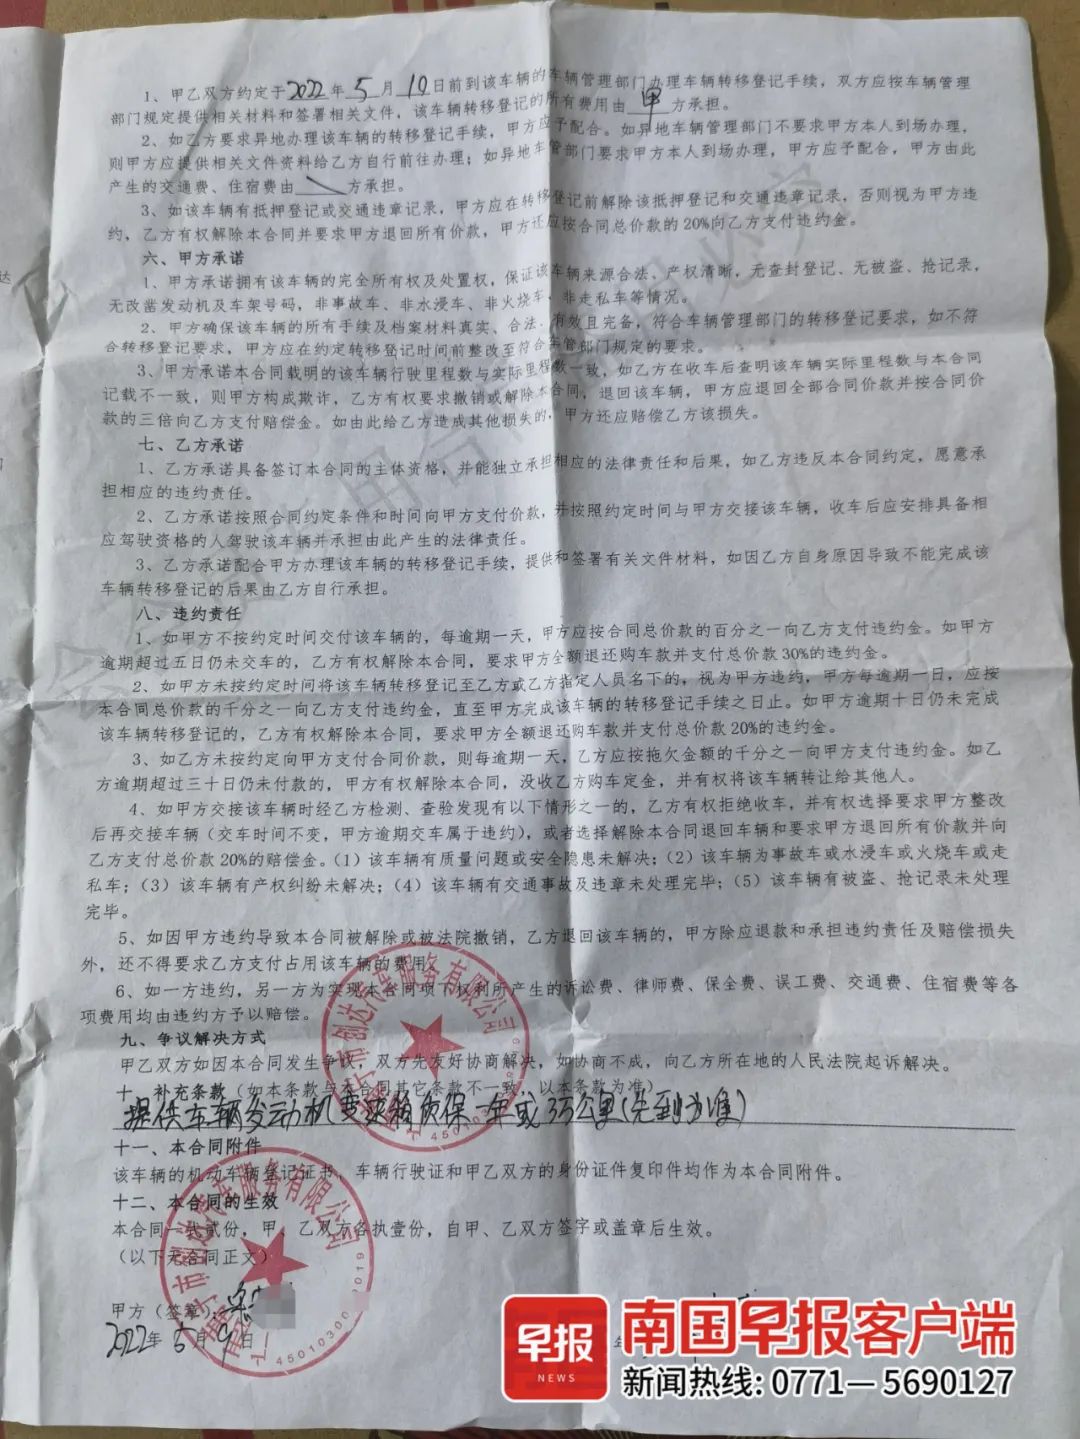 1、甲乙双方约定于2022年5月10日前到该车辆的车辆管理部门办理车辆转移登记手续，双方应按车辆管理
部门规定提供相关材料和签署相关文件，该车辆转移登记的所有费用由甲方承担。
2、如乙方要求异地办理该车辆的转移登记手续，甲方应予配合。如异地车辆管理部门不要求甲方本人到场办理，
则甲方应提供相关文件资料给乙方自行前往办理；如异地车管部门要求甲方本人到场办理，甲方应予配合，甲方由此
产生的交通费、住宿费由\方承担。
3、如该车辆有抵押登记或交通违章记录，甲方应在转移登记前解除该抵押登记和交通违章记录，否则视为甲方违
约，乙方有权解除本合同并要求甲方退回所有价款，甲方还应按合同总价款的20%向乙方支付违约金。
六、甲方承诺
1、甲方承诺拥有该车辆的完全所有权及处置权，保证该车辆来源合法、产权清晰，无查封登记、无被盗、抢记录，
无改凿发动机及车架号码，非事故车、非水浸车、非火烧车、非走私车等情况。
2、甲方确保该车辆的所有手续及档案材料真实、合法、有效且完备，符合车辆管理部门的转移登记要求，如不符
合转移登记要求，甲方应在约定转移登记时间前整改至符合车管部门规定的要求。
3、甲方承诺本合同载明的该车辆行驶里程数与实际里程数一致，如乙方在收车后查明该车辆实际里程数与本合同
记载不一致，则甲方构成欺诈，乙方有权要求撤销或解除本合同，退回该车辆，甲方应退回全部合同价款并按合同价
款的三倍向乙方支付赔偿金。如由此给乙方造成其他损失的，甲方还应赔偿乙方该损失。
七、乙方承诺
1、乙方承诺具备签订本合同的主体资格，并能独立承担相应的法律责任和后果，如乙方违反本合同约定，愿意承
担相应的违约责任。
2、乙方承诺按照合同约定条件和时间向甲方支付价款，并按照约定时间与甲方交接该车辆，收车后应安排具备相
应驾驶资格的人驾驶该车辆并承担由此产生的法律责任。
3、乙方承诺配合甲方办理该车辆的转移登记手续，提供和签署有关文件材料，如因乙方自身原因导致不能完成该
车辆转移登记的后果由乙方自行承担。
八、违约责任
1、如甲方不按约定时间交付该车辆的，每逾期一天，甲方应按合同总价款的百分之一向乙方支付违约金。如甲方
逾期超过五日仍未交车的，乙方有权解除本合同，要求甲方全额退还购车款并支付总价款30%的违约金。
2、如甲方未按约定时间将该车辆转移登记至乙方或乙方指定人员名下的，视为甲方违约，甲方每逾期一日，应按
本合同总价款的千分之一向乙方支付违约金，直至甲方完成该车辆的转移登记手续之日止。如甲方逾期十日仍未完成
该车辆转移登记的，乙方有权解除本合同，要求甲方全额退还购车款并支付总价款20%的违约金。
3、如乙方未按约定向甲方支付合同价款，则每逾期一天，乙方应按拖欠金额的千分之一向甲方支付违约金。如乙
方逾期超过三十日仍未付款的，甲方有权解除本合同，没收乙方购车定金，并有权将该车辆转让给其他人。
4、如甲方交接该车辆时经乙方检测、查验发现有以下情形之一的，乙方有权拒绝收车，并有权选择要求甲方整改
后再交接车辆（交车时间不变，甲方逾期交车属于违约），或者选择解除本合同退回车辆和要求甲方退回所有价款并向
乙方支付总价款20%的赔偿金。（1）该车辆有质量问题或安全隐患未解决；（2）该车辆为事故车或水浸车或火烧车或走
私车；（3）该车辆有产权纠纷未解决；（4）该车辆有交通事故及违章未处理完毕；（5）该车辆有被盗、抢记录未处理
完毕。
5、如因甲方违约导致本合同被解除或被法院撤销，乙方退回该车辆的，甲方除应退款和承担违约责任及赔偿损失
外，还不得要求乙方支付占用该车辆的费用。
6、如一方违约，另一方为实现本合同项下权利所产生的诉讼费、律师费、保全费、误工费、交通费、住宿费等各
项费用均由违约方予以赔偿。
九、争议解决方式
甲乙双方如因本合同发生争议，双方先友好协商解决，如协商不成，向乙方所在地的人民法院起诉解决。
十、补充条款（如本条款与本合同其它条款不一致，以本条款为准）
提供车辆发动机变速箱质保一年或3万公里(先到为准)
十一、本合同附件
该车辆的机动车辆登记证书、车辆行驶证和甲乙双方的身份证件复印件均作为本合同附件。
十二、本合同的生效
本合同一式贰份，甲、乙双方各执壹份，自甲、乙双方签字或盖章后生效。
（以下无合同正文）
甲方（签章）：
2022年5月9日
早报
NEWS
南国早报客户端
新闻热线：0771—5690127